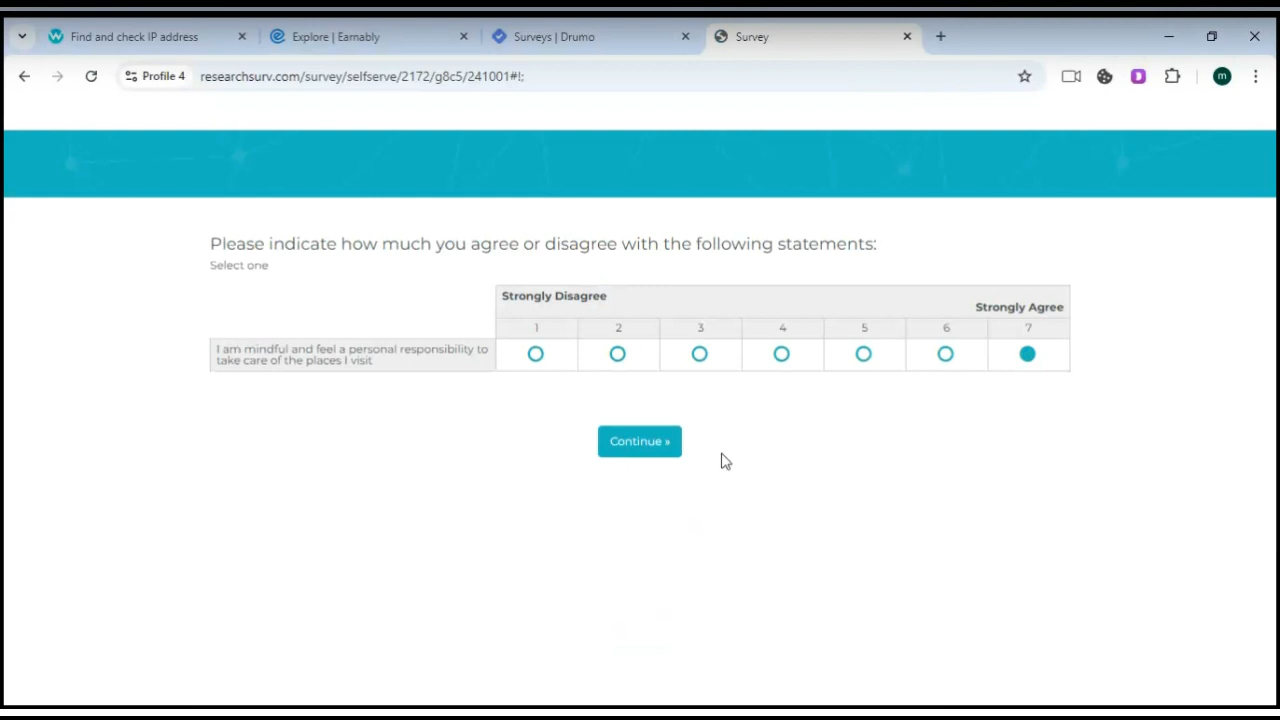 Find and check IP address
Explore | Earnably
Surveys | Drumo
Survey
Profile 4
researchsurv.com/survey/selfserve/2172/g8c5/241001#!;
m
Please indicate how much you agree or disagree with the following statements:
Select one
Strongly Disagree
Strongly Agree
1 2 3 4 5 6 7
I am mindful and feel a personal responsibility to
take care of the places I visit
Continue »